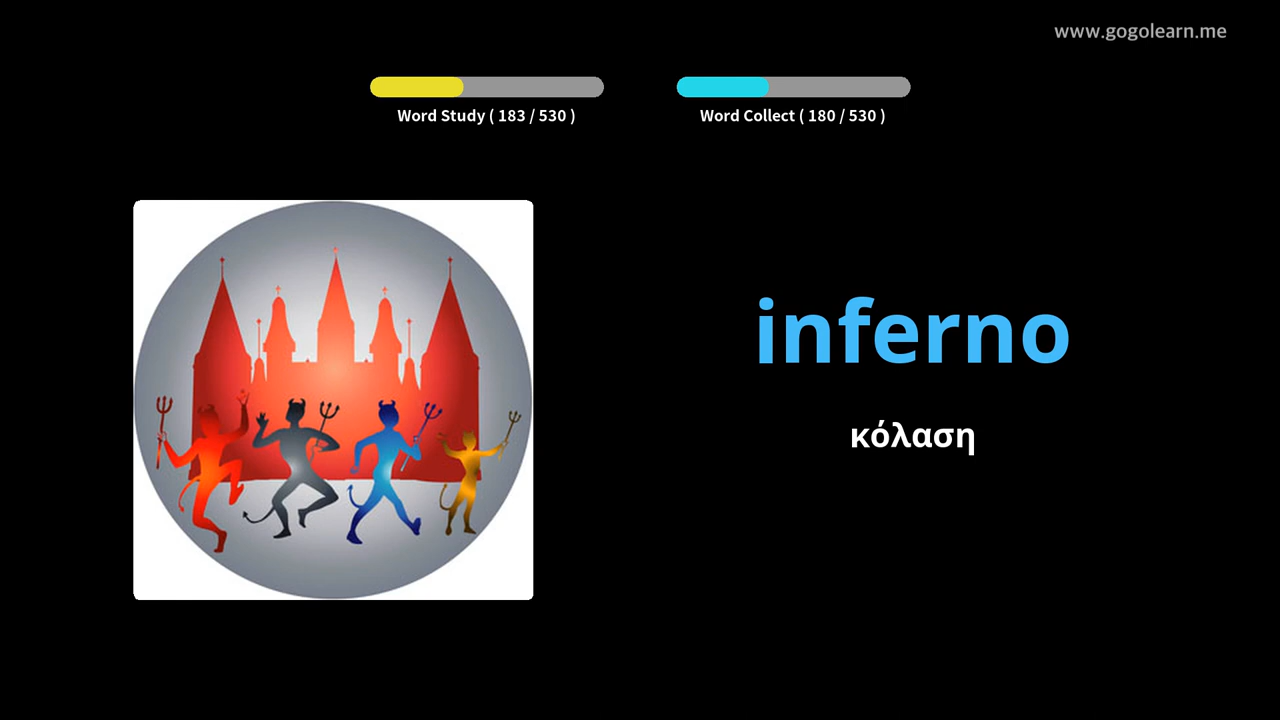 www.gogolearn.me
Word Study ( 183 / 530 )
Word Collect ( 180 / 530 )
inferno
κόλαση